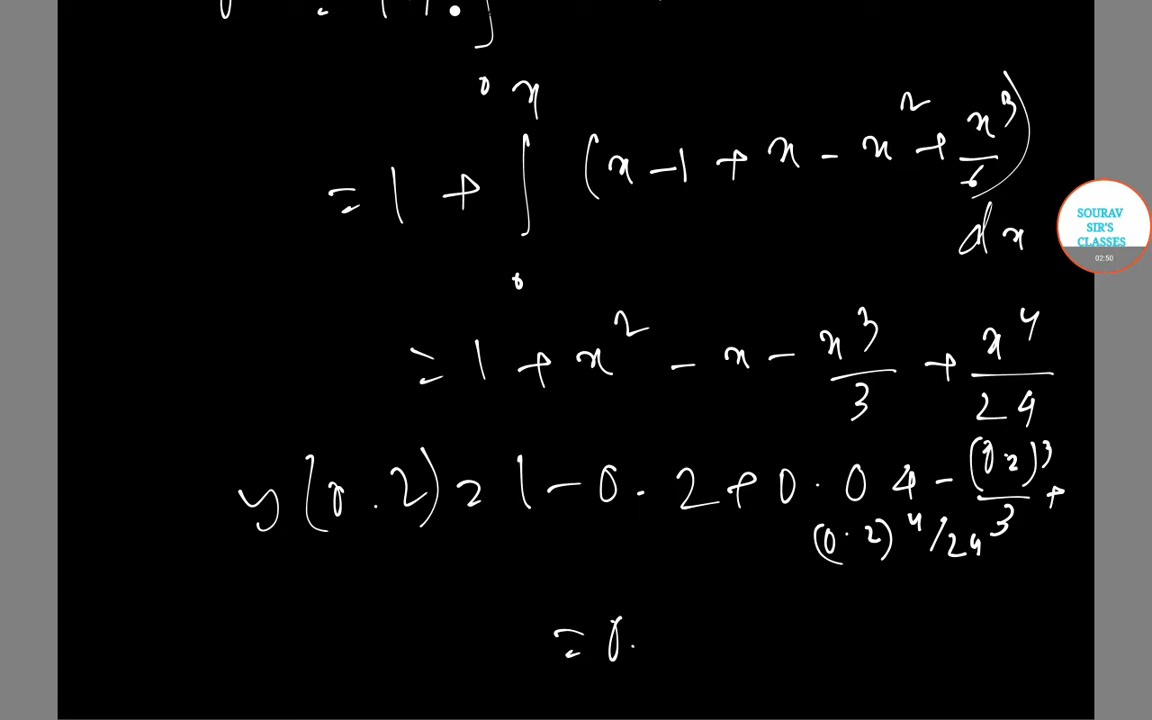 = 1 + ∫₀ˣ (x - 1 + x - x² + x³/6) dx
= 1 + x² - x - x³/3 + x⁴/24
y(0.2) = 1 - 0.2 + 0.04 - (0.2)³/3 +
(0.2)⁴/24
= 0.
SOURAV
SIR'S
CLASSES
02:50